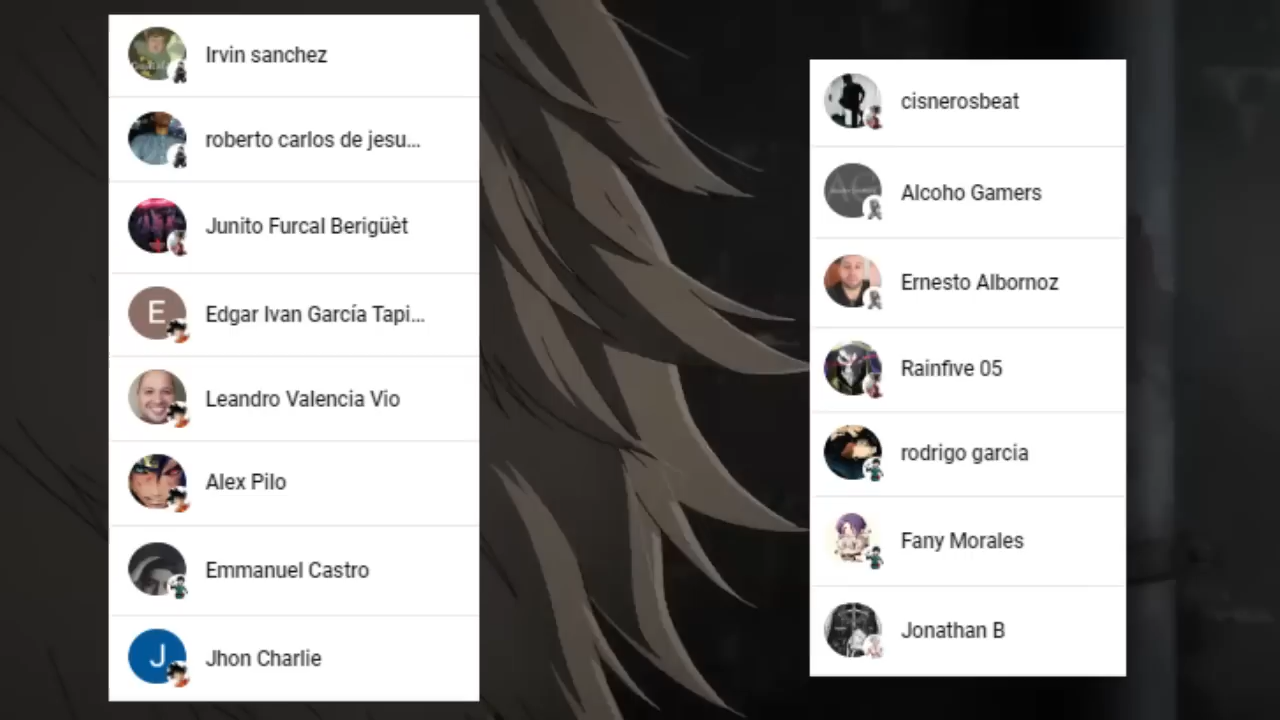 Irvin sanchez
roberto carlos de jesu...
Junito Furcal Berigüèt
E
Edgar Ivan García Tapi...
Leandro Valencia Vio
Alex Pilo
Emmanuel Castro
J
Jhon Charlie
cisnerosbeat
Alcoho Gamers
Ernesto Albornoz
Rainfive 05
rodrigo garcia
Fany Morales
Jonathan B